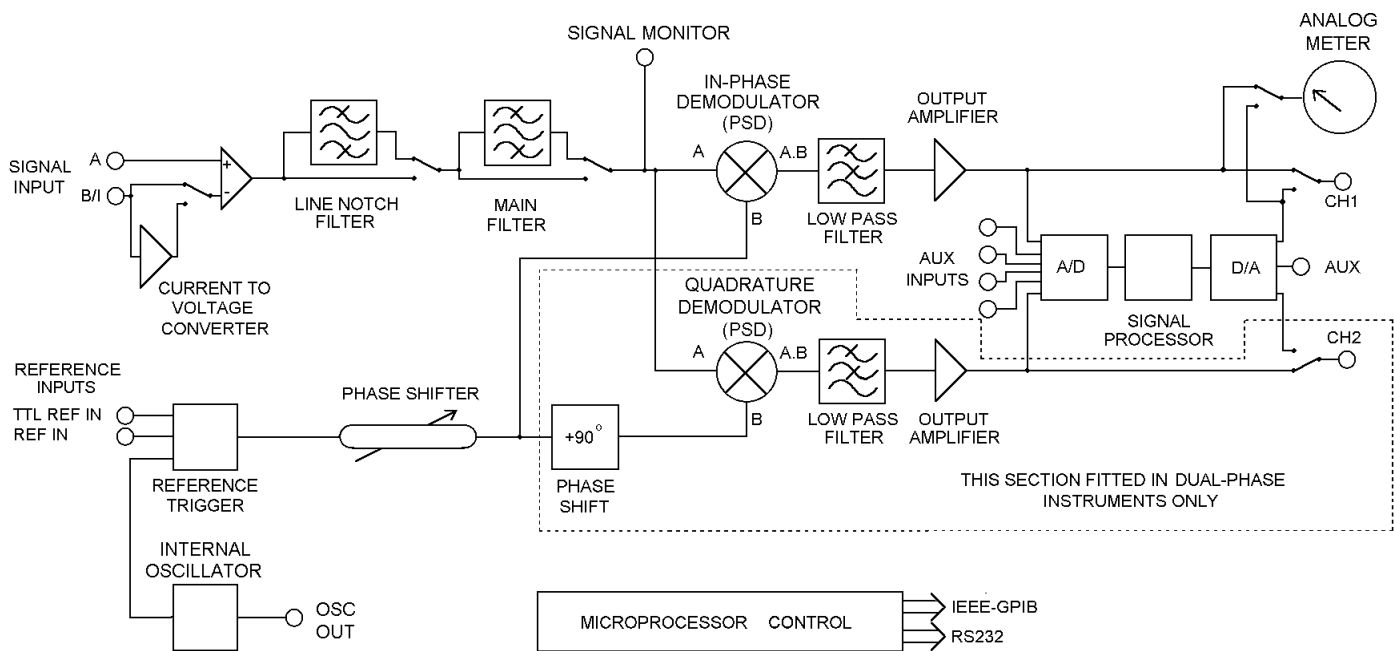 SIGNAL MONITOR
ANALOG
METER
IN-PHASE
DEMODULATOR
(PSD)
OUTPUT
AMPLIFIER
SIGNAL
INPUT
A
B/I
+
-
LINE NOTCH
FILTER
MAIN
FILTER
A
A.B
B
LOW PASS
FILTER
CH1
CURRENT TO
VOLTAGE
CONVERTER
AUX
INPUTS
A/D
D/A
AUX
SIGNAL
PROCESSOR
QUADRATURE
DEMODULATOR
(PSD)
A
A.B
B
LOW PASS
FILTER
OUTPUT
AMPLIFIER
CH2
REFERENCE
INPUTS
TTL REF IN
REF IN
REFERENCE
TRIGGER
PHASE SHIFTER
+90°
PHASE
SHIFT
THIS SECTION FITTED IN DUAL-PHASE
INSTRUMENTS ONLY
INTERNAL
OSCILLATOR
OSC
OUT
MICROPROCESSOR CONTROL
IEEE-GPIB
RS232